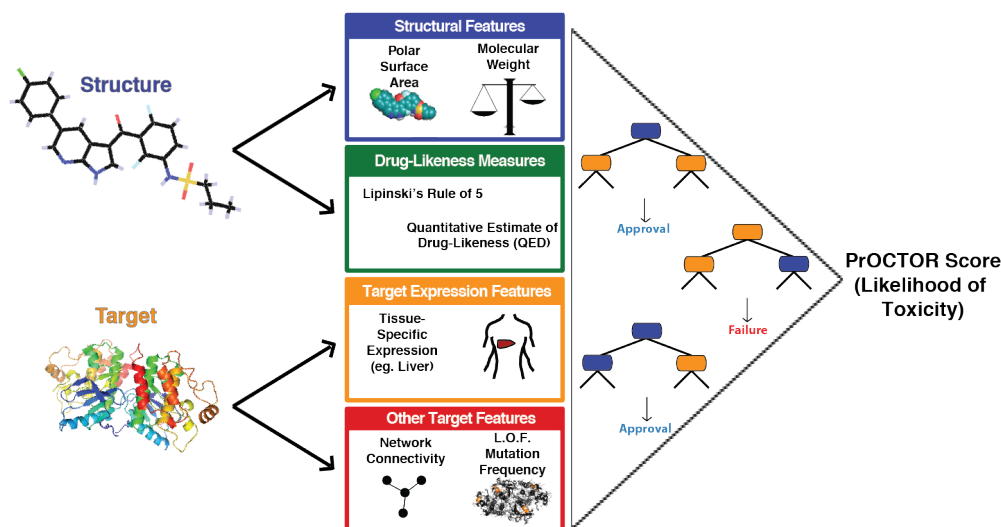 Structure
Structural Features
Polar
Surface
Area
Molecular
Weight
Drug-Likeness Measures
Lipinski's Rule of 5
Quantitative Estimate of
Drug-Likeness (QED)
Target
Target Expression Features
Tissue-
Specific
Expression
(eg. Liver)
Other Target Features
Network
Connectivity
L.O.F.
Mutation
Frequency
Approval
Failure
Approval
PrOCTOR Score
(Likelihood of
Toxicity)